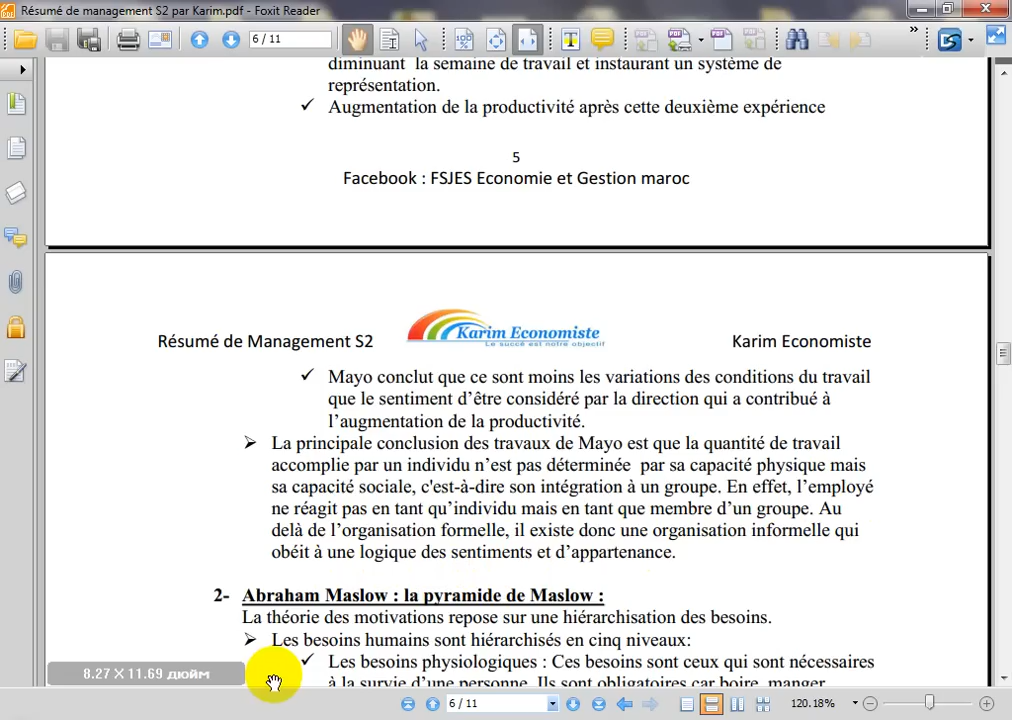 Résumé de management S2 par Karim.pdf - Foxit Reader
6 / 11
diminuant la semaine de travail et instaurant un système de
représentation.
✓ Augmentation de la productivité après cette deuxième expérience
5
Facebook : FSJES Economie et Gestion maroc
Résumé de Management S2
Karim Economiste
Le succé est notre objectif
Karim Economiste
✓ Mayo conclut que ce sont moins les variations des conditions du travail
que le sentiment d’être considéré par la direction qui a contribué à
l’augmentation de la productivité.
➢ La principale conclusion des travaux de Mayo est que la quantité de travail
accomplie par un individu n’est pas déterminée par sa capacité physique mais
sa capacité sociale, c'est-à-dire son intégration à un groupe. En effet, l’employé
ne réagit pas en tant qu’individu mais en tant que membre d’un groupe. Au
delà de l’organisation formelle, il existe donc une organisation informelle qui
obéit à une logique des sentiments et d’appartenance.
2- Abraham Maslow : la pyramide de Maslow :
La théorie des motivations repose sur une hiérarchisation des besoins.
➢ Les besoins humains sont hiérarchisés en cinq niveaux:
✓ Les besoins physiologiques : Ces besoins sont ceux qui sont nécessaires
à la survie d’une personne. Ils sont obligatoires car boire, manger
8.27 X 11.69 дюйм
6 / 11
120.18%